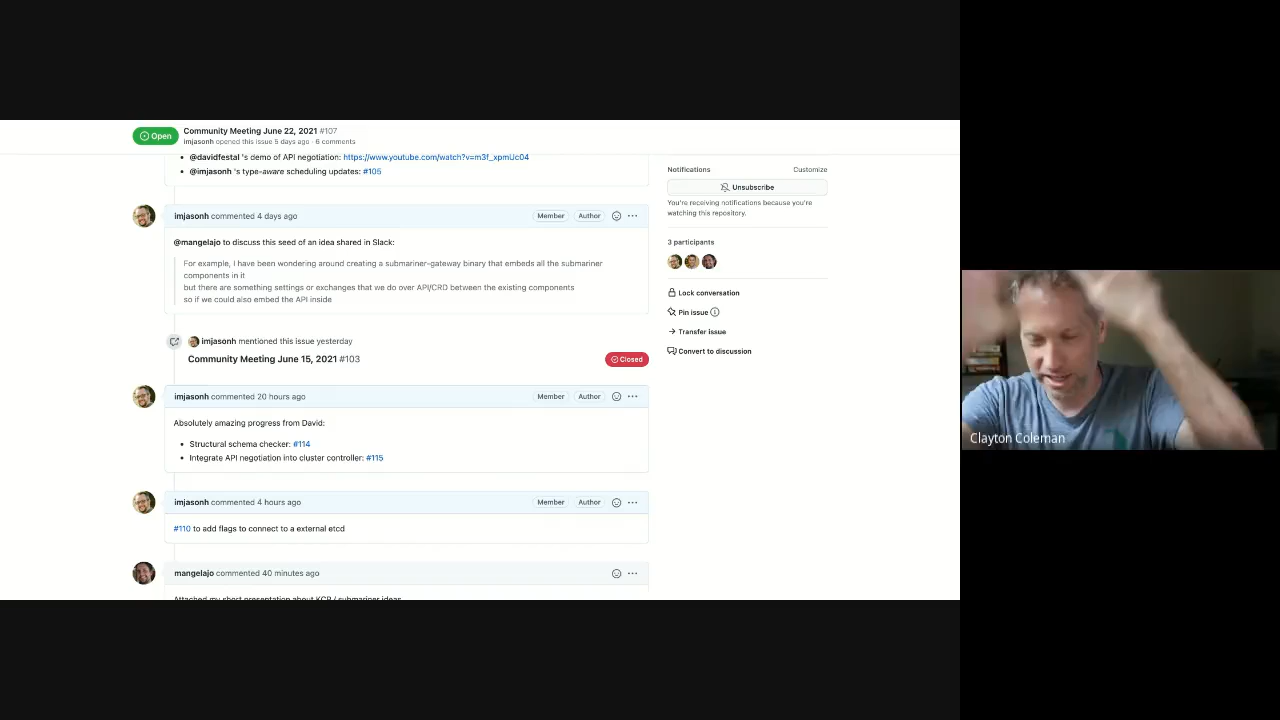 Open
Community Meeting June 22, 2021 #107
imjasonh opened this issue 5 days ago · 6 comments
@davidfestal 's demo of API negotiation: https://www.youtube.com/watch?v=m3f_xpmUc04
@imjasonh 's type-aware scheduling updates: #105
imjasonh commented 4 days ago
Member
Author
@mangelajo to discuss this seed of an idea shared in Slack:
For example, I have been wondering around creating a submariner-gateway binary that embeds all the submariner
components in it
but there are something settings or exchanges that we do over API/CRD between the existing components
so if we could also embed the API inside
imjasonh mentioned this issue yesterday
Community Meeting June 15, 2021 #103
Closed
imjasonh commented 20 hours ago
Member
Author
Absolutely amazing progress from David:
Structural schema checker: #114
Integrate API negotiation into cluster controller: #115
imjasonh commented 4 hours ago
Member
Author
#110 to add flags to connect to a external etcd
mangelajo commented 40 minutes ago
Attached my short presentation about KCP / submariner ideas
Notifications
Customize
Unsubscribe
You're receiving notifications because you're
watching this repository.
3 participants
Lock conversation
Pin issue
Transfer issue
Convert to discussion
Clayton Coleman